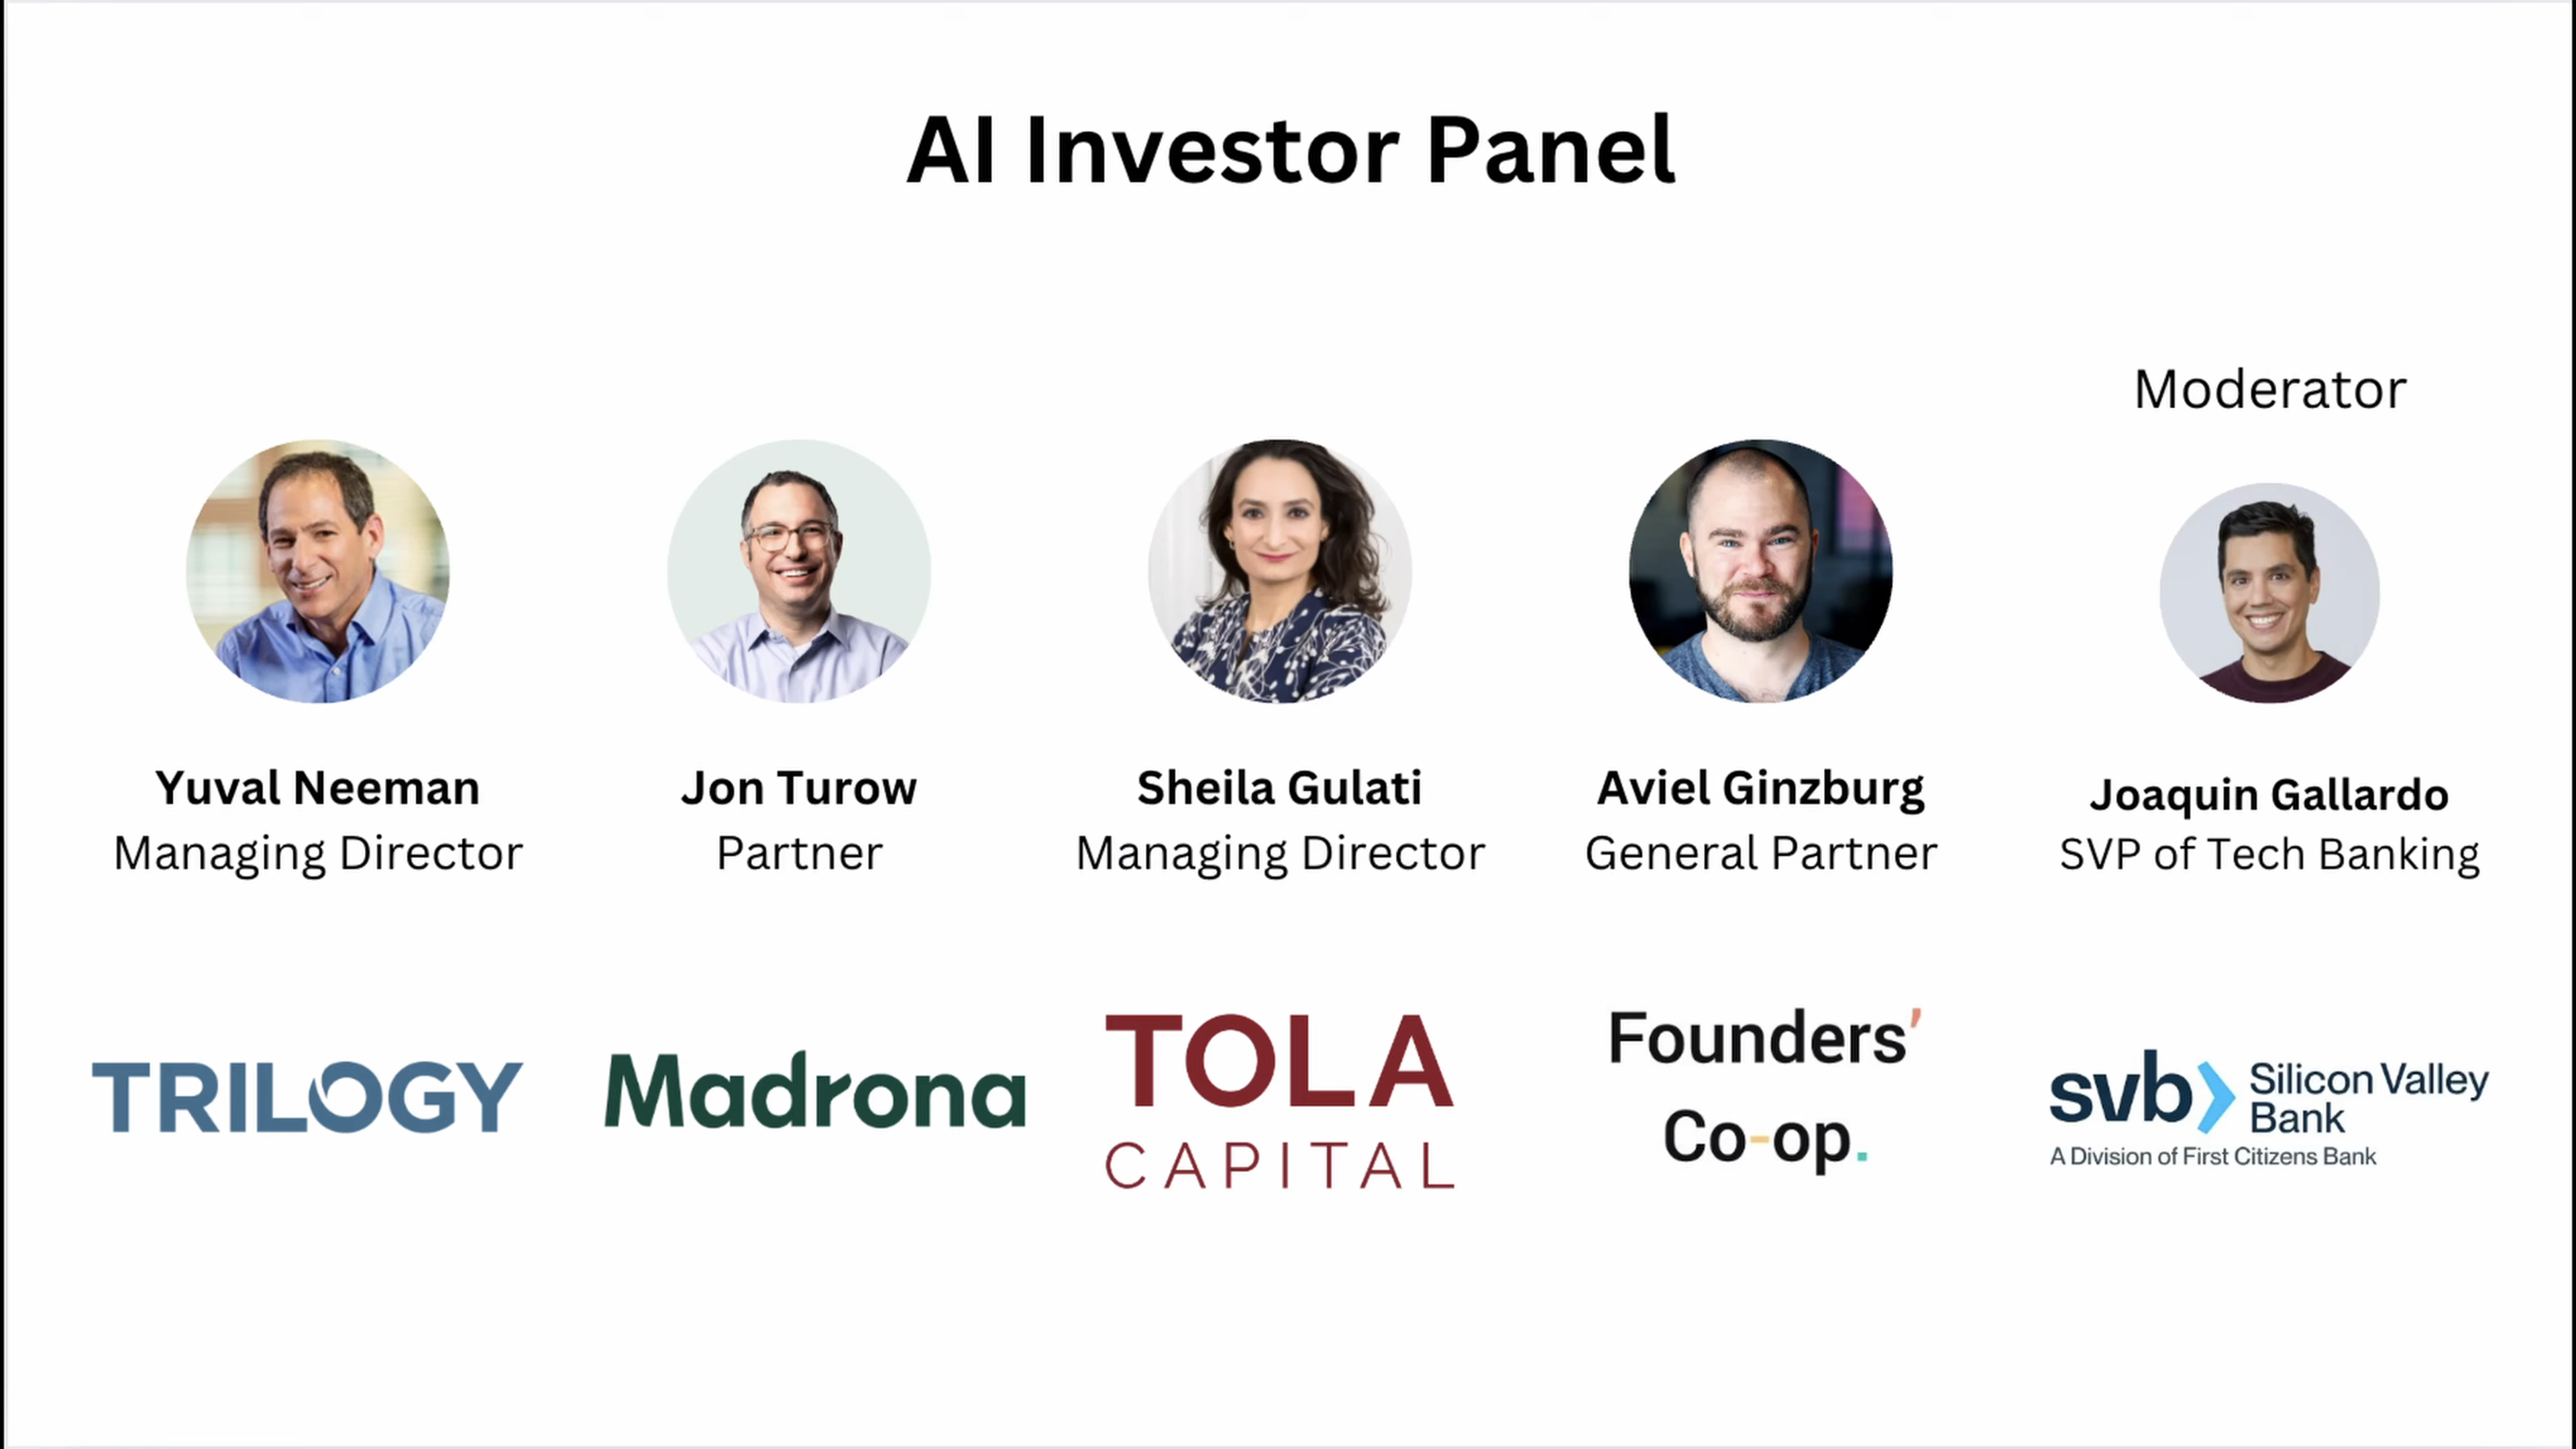 AI Investor Panel
Moderator
Yuval Neeman
Managing Director
TRILOGY
Jon Turow
Partner
Madrona
Sheila Gulati
Managing Director
TOLA
CAPITAL
Aviel Ginzburg
General Partner
Founders’
Co-op.
Joaquin Gallardo
SVP of Tech Banking
svb Silicon Valley
Bank
A Division of First Citizens Bank